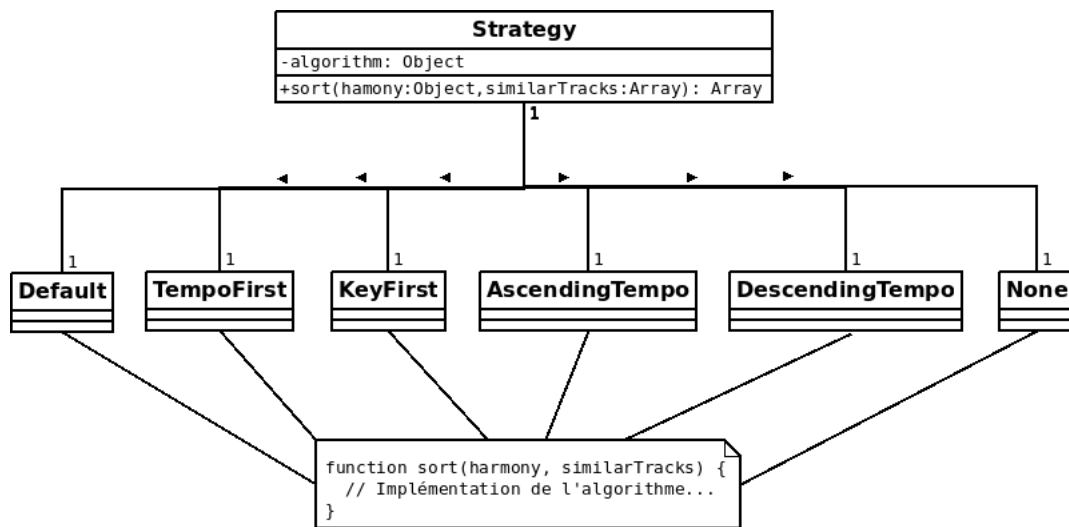 Strategy
-algorithm: Object
+sort(hamony:Object,similarTracks:Array): Array
1
1 1 1 1 1 1
Default TempoFirst KeyFirst AscendingTempo DescendingTempo None
function sort(harmony, similarTracks) {
// Implémentation de l'algorithme...
}